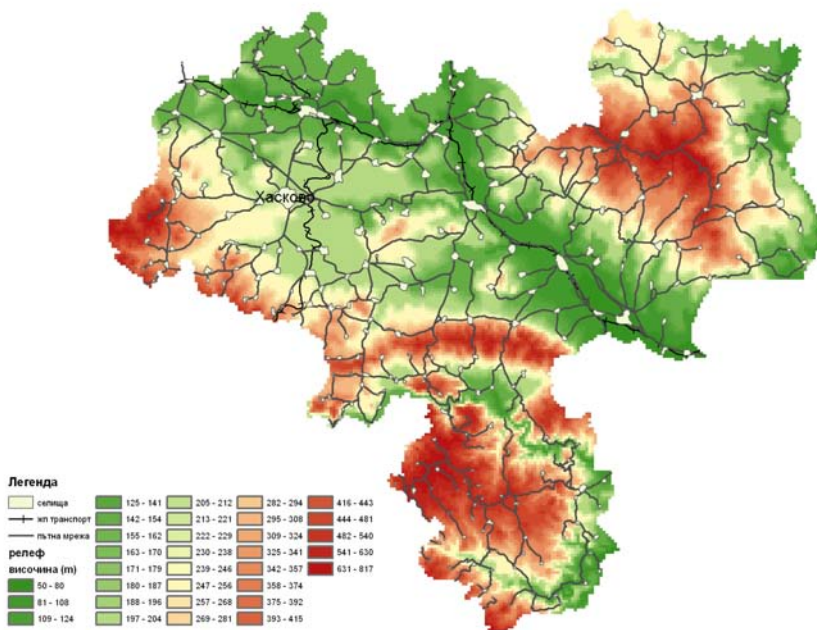 Хасково
Легенда
селища
жп транспорт
пътна мрежа
релеф
височина (m)
50 - 80
81 - 108
109 - 124
125 - 141
142 - 154
155 - 162
163 - 170
171 - 179
180 - 187
188 - 196
197 - 204
205 - 212
213 - 221
222 - 229
230 - 238
239 - 246
247 - 256
257 - 268
269 - 281
282 - 294
295 - 308
309 - 324
325 - 341
342 - 357
358 - 374
375 - 392
393 - 415
416 - 443
444 - 481
482 - 540
541 - 630
631 - 817